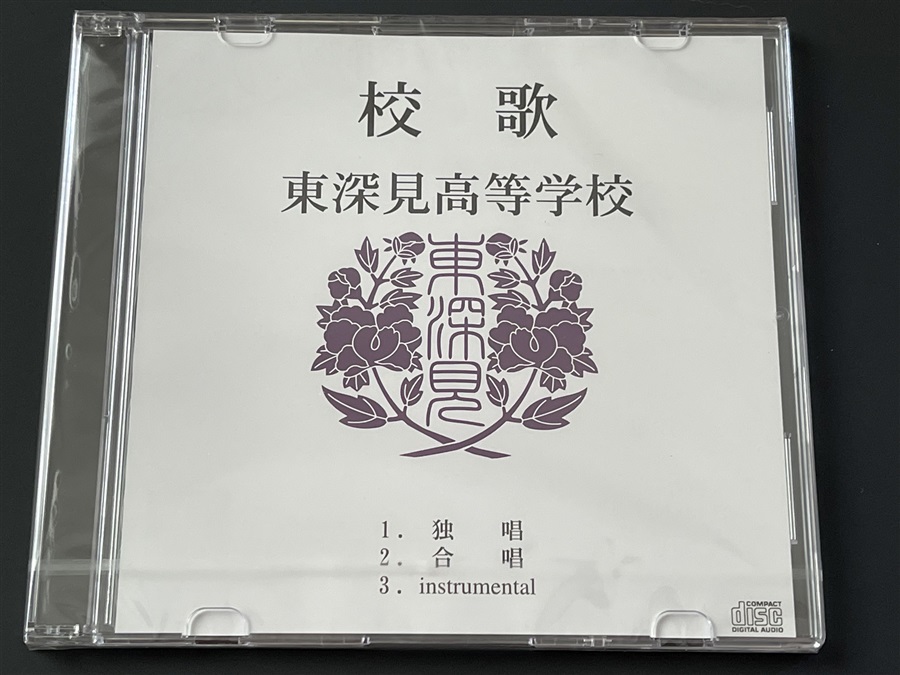 校　歌
東深見高等学校
東深見
1．独　唱
2．合　唱
3．instrumental
COMPACT
disc
DIGITAL AUDIO